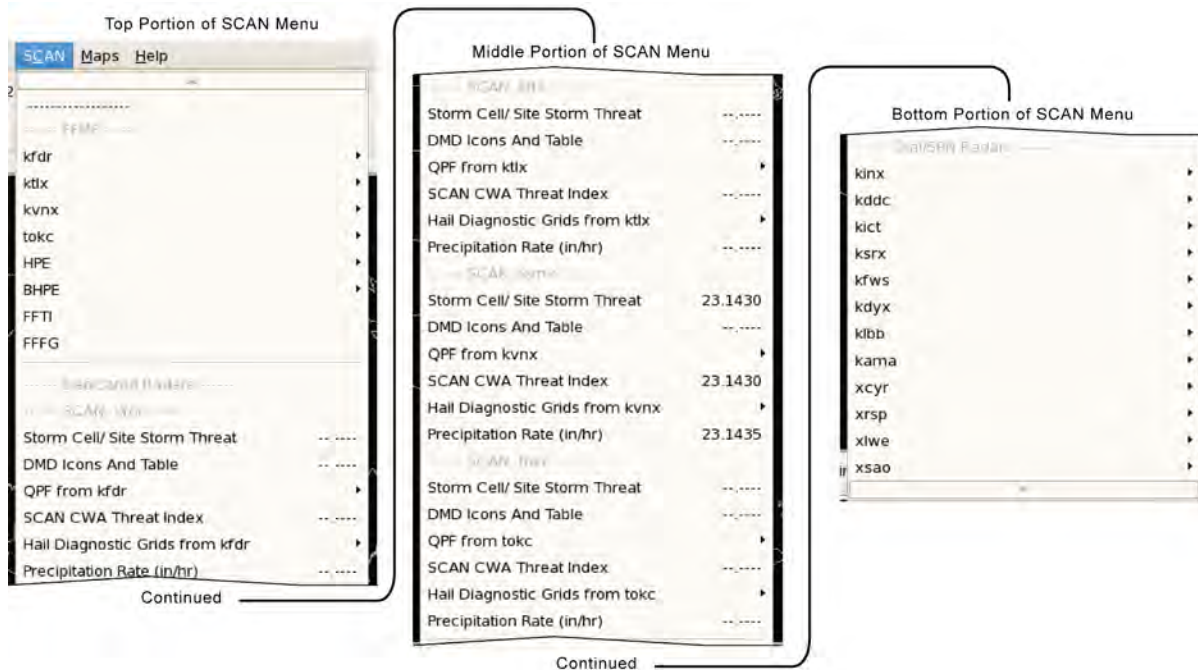 Top Portion of SCAN Menu
SCAN Maps Help
-------------------
----- FFMP -----
kfdr
ktlx
kvnx
tokc
HPE
BHPE
FFTI
FFFG
Storm Cell/ Site Storm Threat --.----
DMD Icons And Table --.----
QPF from kfdr
SCAN CWA Threat Index --.----
Hail Diagnostic Grids from kfdr
Precipitation Rate (in/hr) --.----
Continued
Middle Portion of SCAN Menu
Storm Cell/ Site Storm Threat --.----
DMD Icons And Table --.----
QPF from ktlx
SCAN CWA Threat Index --.----
Hail Diagnostic Grids from ktlx
Precipitation Rate (in/hr) --.----
Storm Cell/ Site Storm Threat 23.1430
DMD Icons And Table --.----
QPF from kvnx
SCAN CWA Threat Index 23.1430
Hail Diagnostic Grids from kvnx
Precipitation Rate (in/hr) 23.1435
Storm Cell/ Site Storm Threat --.----
DMD Icons And Table --.----
QPF from tokc
SCAN CWA Threat Index --.----
Hail Diagnostic Grids from tokc
Precipitation Rate (in/hr) --.----
Continued
Bottom Portion of SCAN Menu
Dial/SBN Radars -----
kinx
kddc
kict
ksrx
kfws
kdyx
klbb
kama
xcyr
xrsp
xlwe
xsao